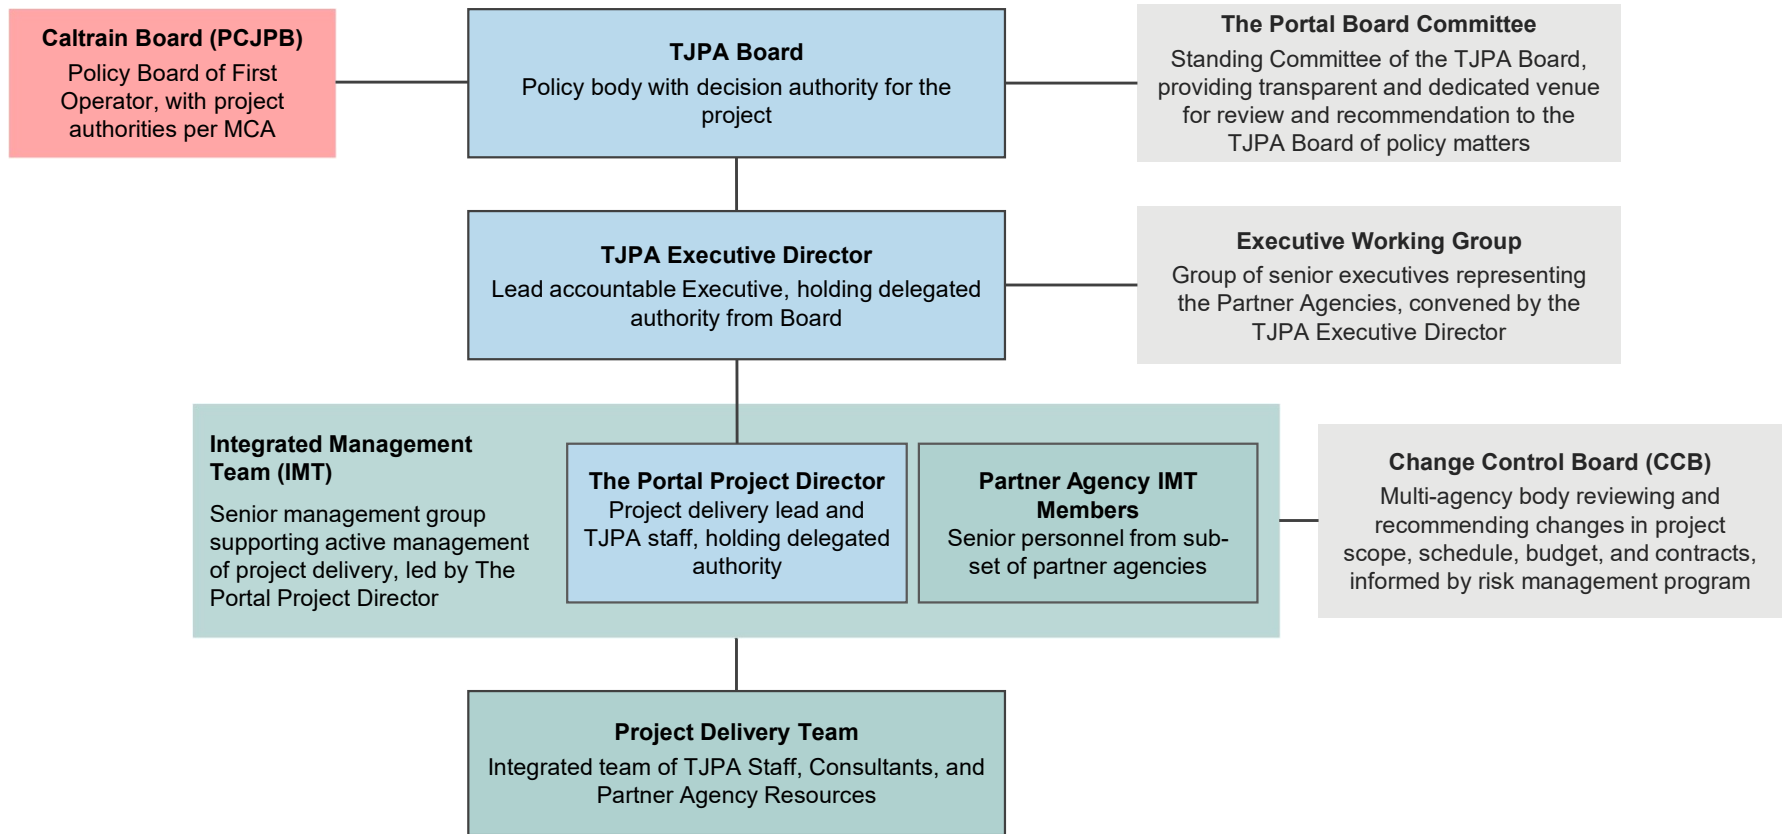 Caltrain Board (PCJPB)
Policy Board of First
Operator, with project
authorities per MCA
TJPA Board
Policy body with decision authority for the
project
The Portal Board Committee
Standing Committee of the TJPA Board,
providing transparent and dedicated venue
for review and recommendation to the
TJPA Board of policy matters
TJPA Executive Director
Lead accountable Executive, holding delegated
authority from Board
Executive Working Group
Group of senior executives representing
the Partner Agencies, convened by the
TJPA Executive Director
Integrated Management
Team (IMT)
Senior management group
supporting active management
of project delivery, led by The
Portal Project Director
The Portal Project Director
Project delivery lead and
TJPA staff, holding delegated
authority
Partner Agency IMT
Members
Senior personnel from sub-
set of partner agencies
Change Control Board (CCB)
Multi-agency body reviewing and
recommending changes in project
scope, schedule, budget, and contracts,
informed by risk management program
Project Delivery Team
Integrated team of TJPA Staff, Consultants, and
Partner Agency Resources